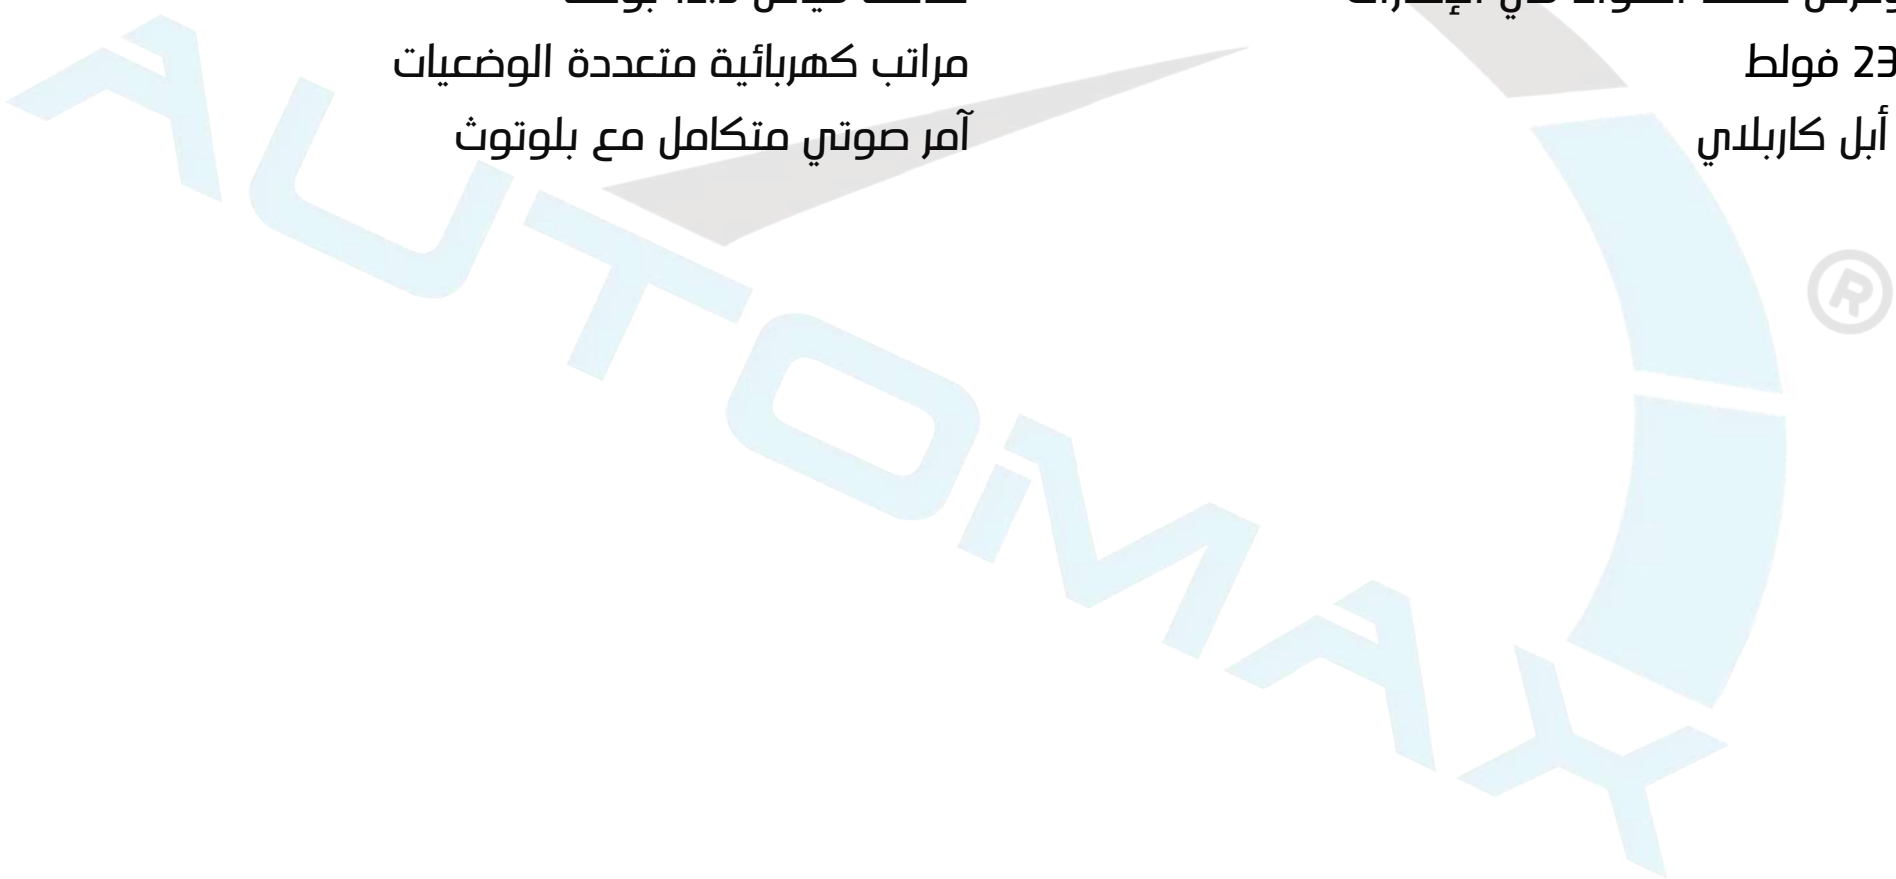 23 فولط
أبل كاربلاي
مراتب كهربائية متعددة الوضعيات
آمر صوتي متكامل مع بلوتوث
AUTOMAX
®